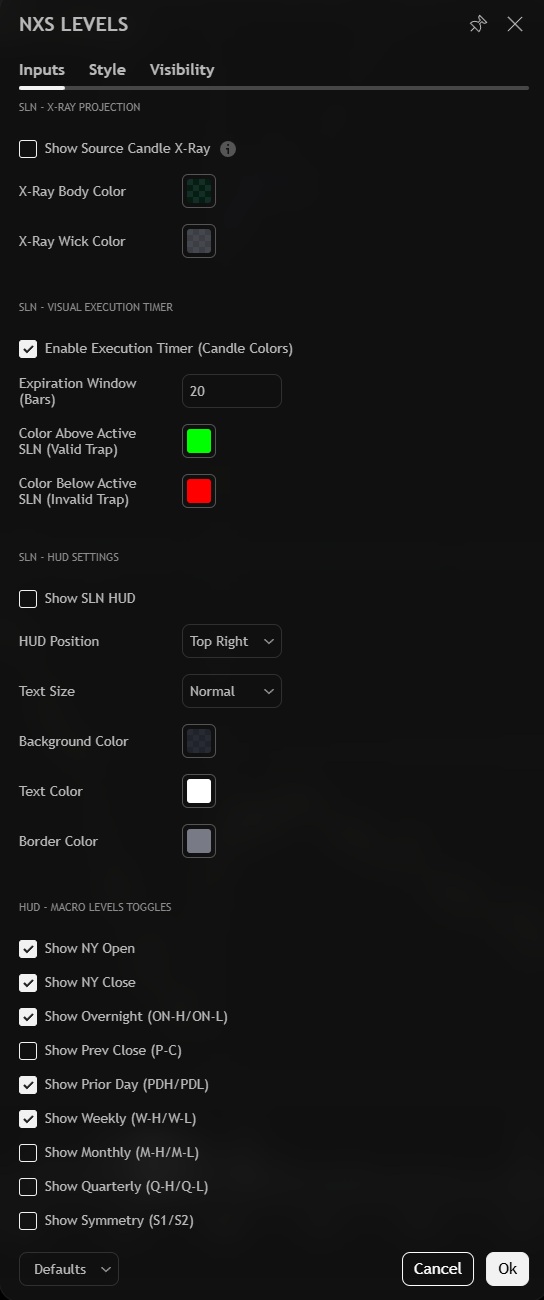 NXS LEVELS
Inputs Style Visibility
SLN - X-RAY PROJECTION
Show Source Candle X-Ray
X-Ray Body Color
X-Ray Wick Color
SLN - VISUAL EXECUTION TIMER
Enable Execution Timer (Candle Colors)
Expiration Window
(Bars)
20
Color Above Active
SLN (Valid Trap)
Color Below Active
SLN (Invalid Trap)
SLN - HUD SETTINGS
Show SLN HUD
HUD Position Top Right
Text Size Normal
Background Color
Text Color
Border Color
HUD - MACRO LEVELS TOGGLES
Show NY Open
Show NY Close
Show Overnight (ON-H/ON-L)
Show Prev Close (P-C)
Show Prior Day (PDH/PDL)
Show Weekly (W-H/W-L)
Show Monthly (M-H/M-L)
Show Quarterly (Q-H/Q-L)
Show Symmetry (S1/S2)
Defaults Cancel Ok